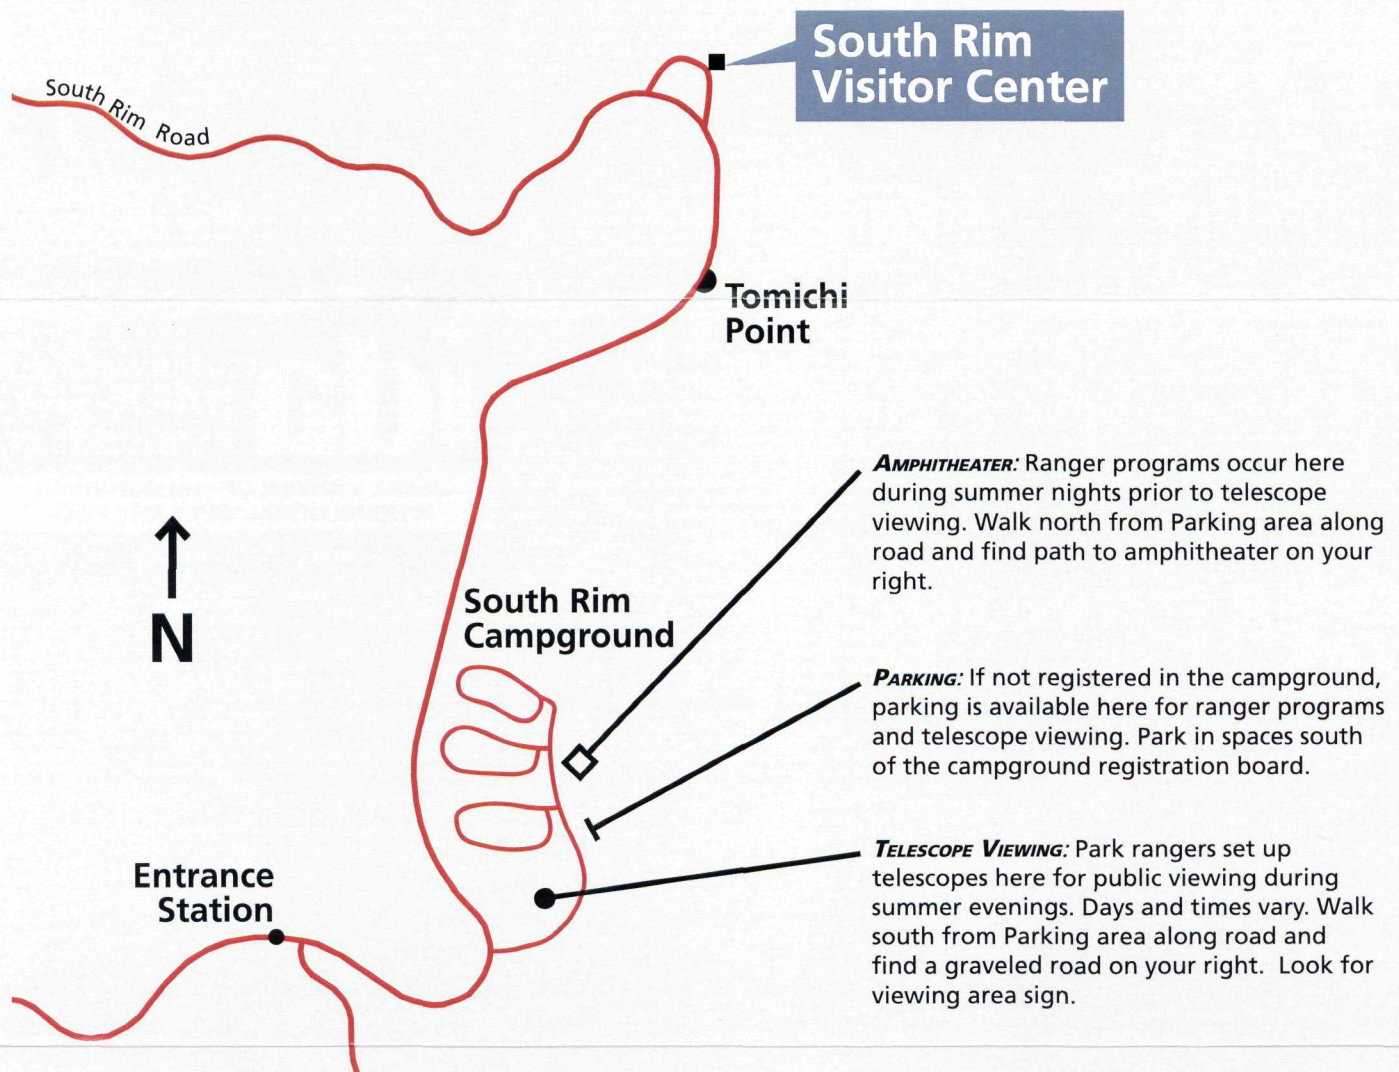 South Rim
Visitor Center
South Rim Road
Tomichi
Point
AMPHITHEATER: Ranger programs occur here
during summer nights prior to telescope
viewing. Walk north from Parking area along
road and find path to amphitheater on your
right.
N
South Rim
Campground
PARKING: If not registered in the campground,
parking is available here for ranger programs
and telescope viewing. Park in spaces south
of the campground registration board.
Entrance
Station
TELESCOPE VIEWING: Park rangers set up
telescopes here for public viewing during
summer evenings. Days and times vary. Walk
south from Parking area along road and
find a graveled road on your right. Look for
viewing area sign.